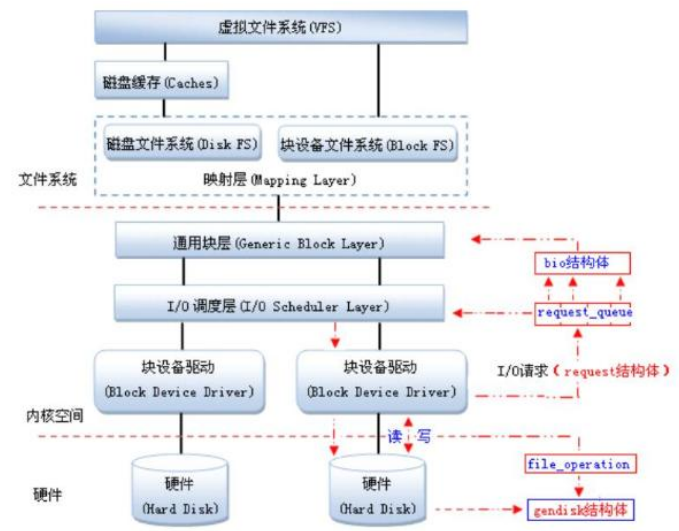 虚拟文件系统(VFS)
磁盘缓存(Caches)
磁盘文件系统(Disk FS)
块设备文件系统(Block FS)
文件系统
映射层(Mapping Layer)
通用块层(Generic Block Layer)
bio结构体
I/O 调度层(I/O Scheduler Layer)
request_queue
块设备驱动
(Block Device Driver)
块设备驱动
(Block Device Driver)
I/O请求(request结构体)
内核空间
读 写
file_operation
硬件
硬件
(Hard Disk)
硬件
(Hard Disk)
gendisk结构体